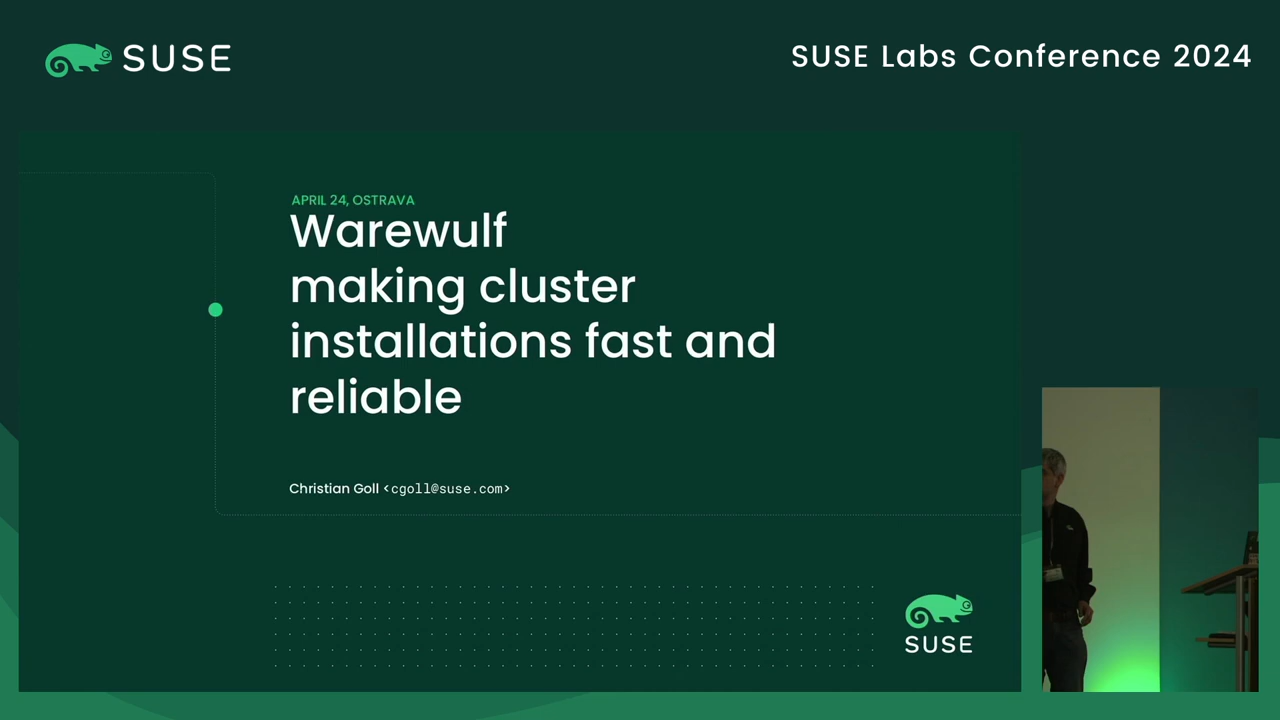 SUSE
SUSE Labs Conference 2024
APRIL 24, OSTRAVA
Warewulf
making cluster
installations fast and
reliable
Christian Goll <cgoll@suse.com>
SUSE